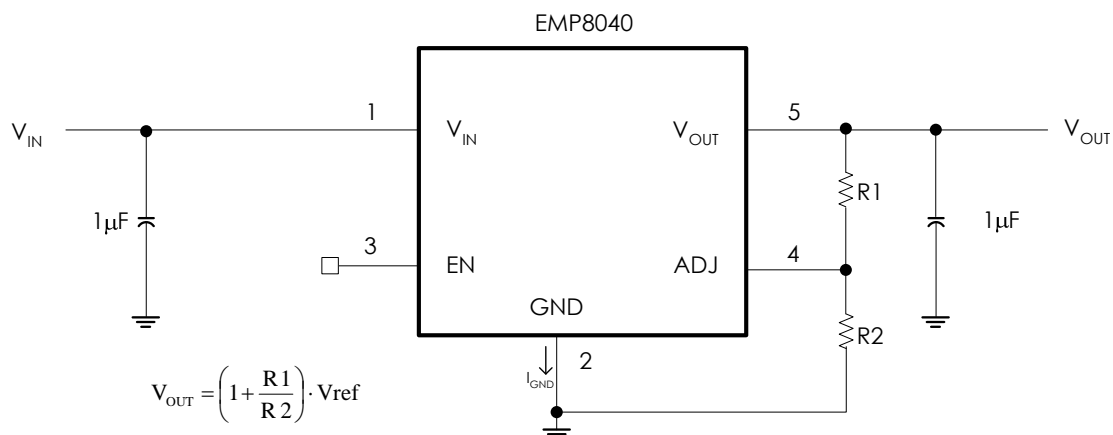 EMP8040
1
5
V_IN
V_IN
V_OUT
V_OUT
R1
1μF
1μF
3
4
EN
ADJ
GND
R2
2
I_GND
V_OUT = (1 + R1/R2) · Vref